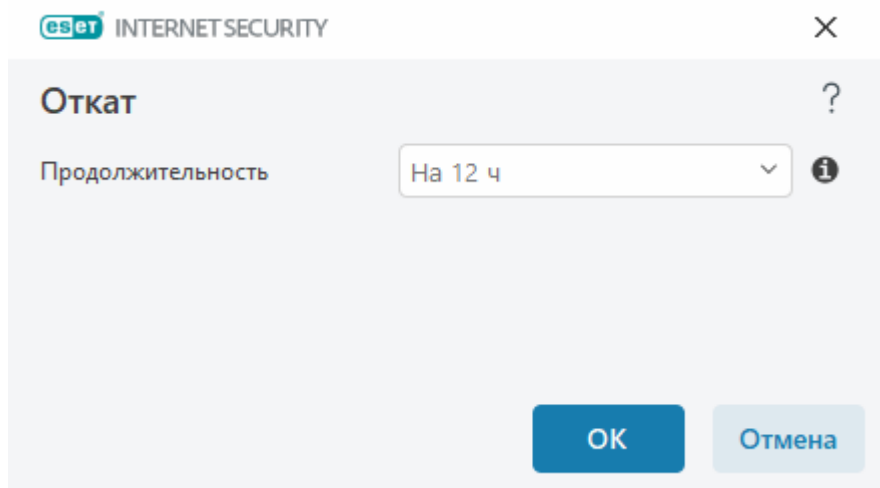 eset INTERNET SECURITY
Откат
?
Продолжительность
На 12 ч
OK
Отмена